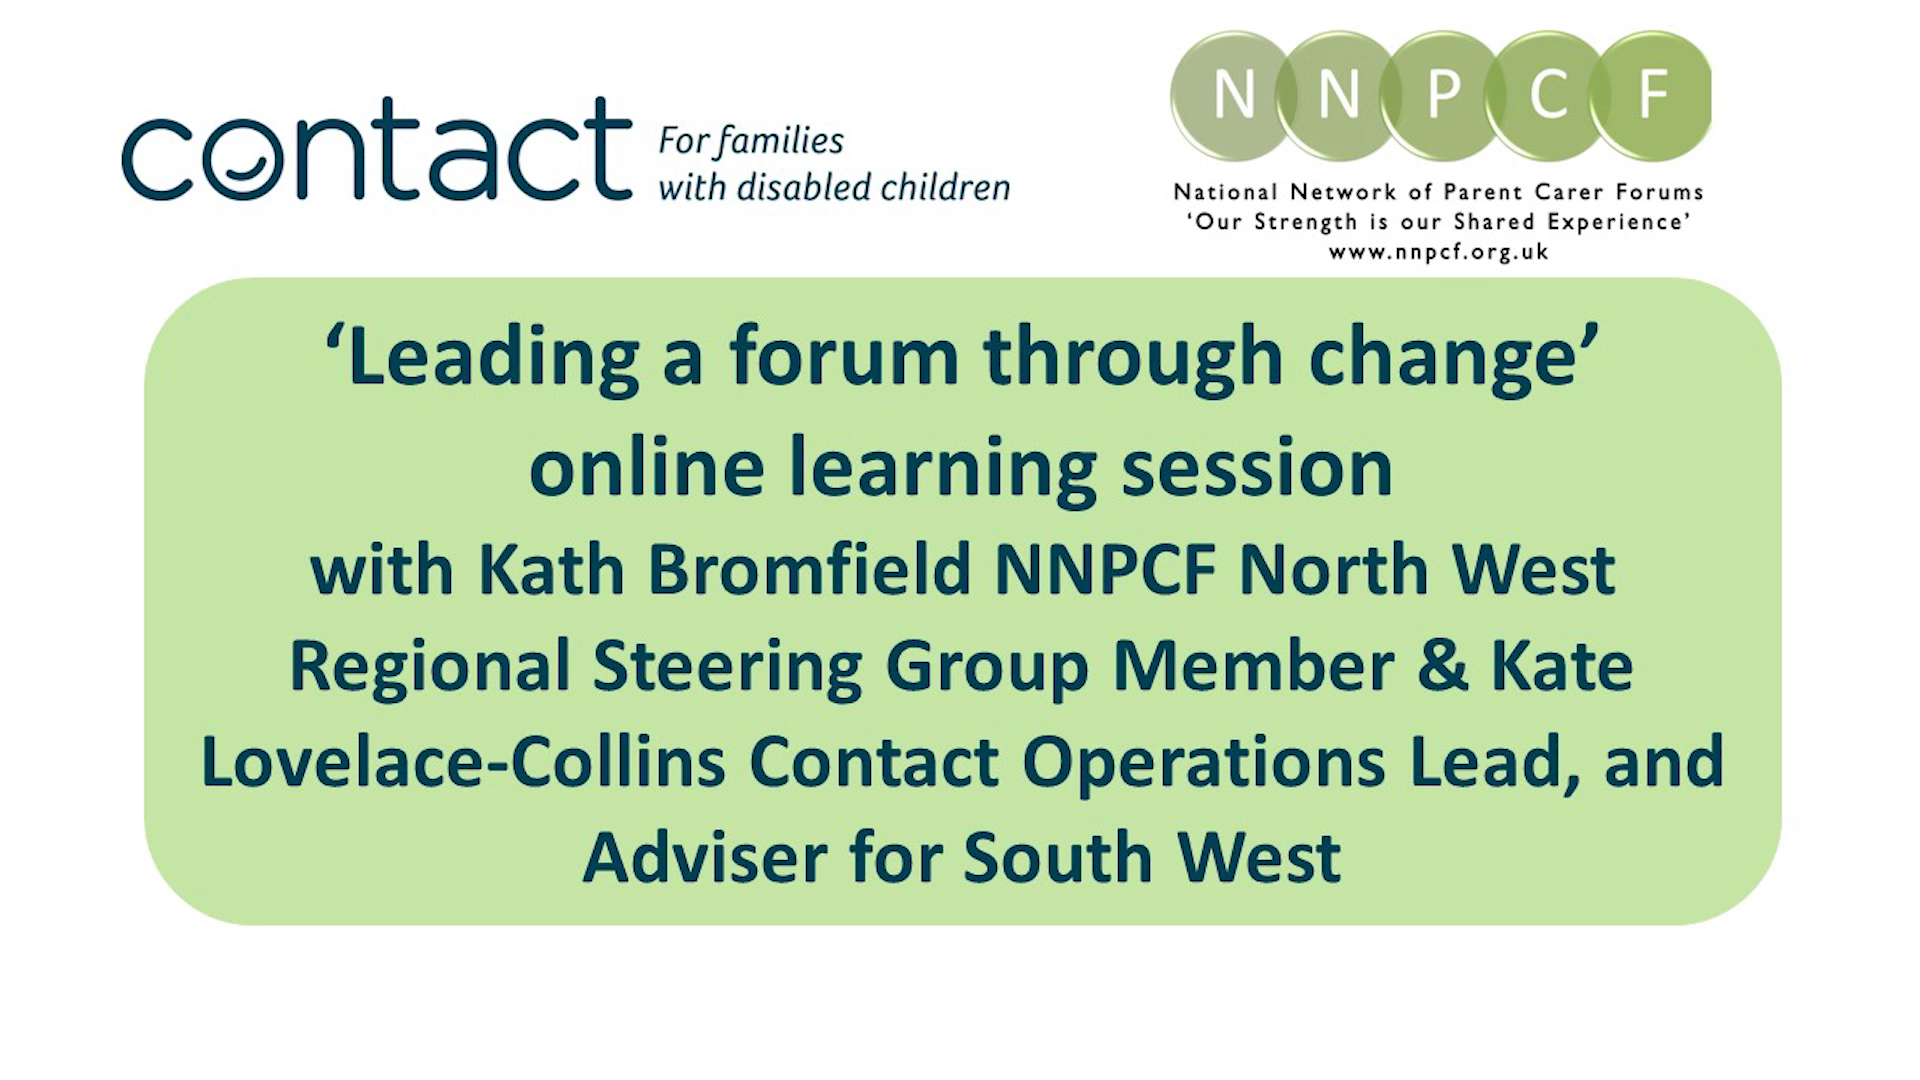 contact
For families
with disabled children
N N P C F
National Network of Parent Carer Forums
‘Our Strength is our Shared Experience’
www.nnpcf.org.uk
‘Leading a forum through change’
online learning session
with Kath Bromfield NNPCF North West
Regional Steering Group Member & Kate
Lovelace-Collins Contact Operations Lead, and
Adviser for South West